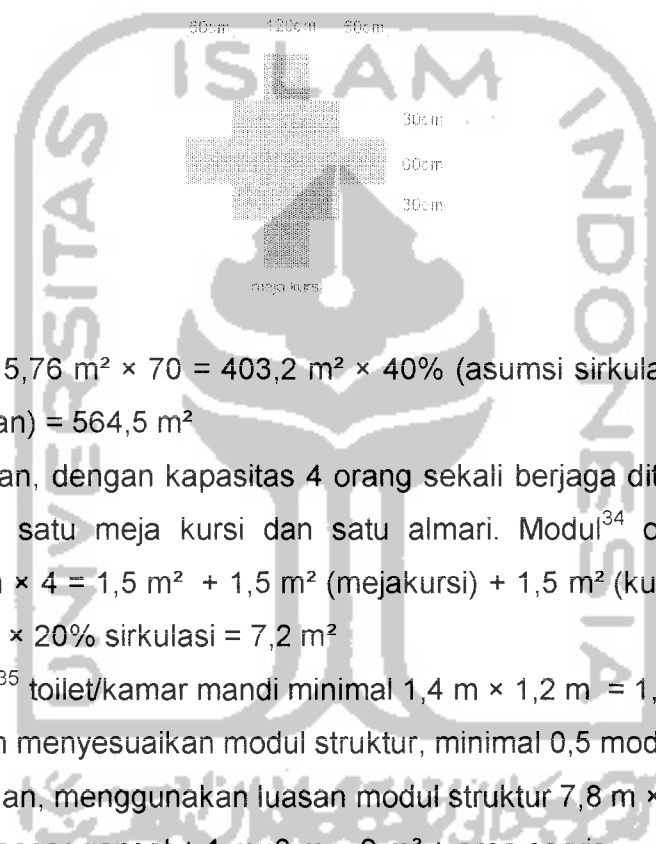 60cm 120cm 60cm
ISLAM
UNIVERSITAS
INDONESIA
30cm
60cm
30cm
meja kursi
5,76 m² × 70 = 403,2 m² × 40% (asumsi sirkula
an) = 564,5 m²
an, dengan kapasitas 4 orang sekali berjaga dit
satu meja kursi dan satu almari. Modul³⁴ o
× 4 = 1,5 m² + 1,5 m² (mejakursi) + 1,5 m² (ku
× 20% sirkulasi = 7,2 m²
³⁵ toilet/kamar mandi minimal 1,4 m × 1,2 m = 1,
n menyesuaikan modul struktur, minimal 0,5 mod
an, menggunakan luasan modul struktur 7,8 m ×